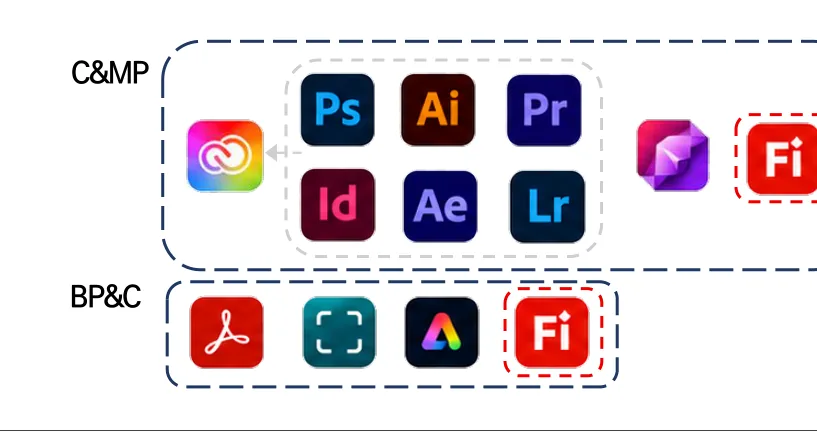 C&MP
Ps Ai Pr
Fi
Id Ae Lr
BP&C
Fi